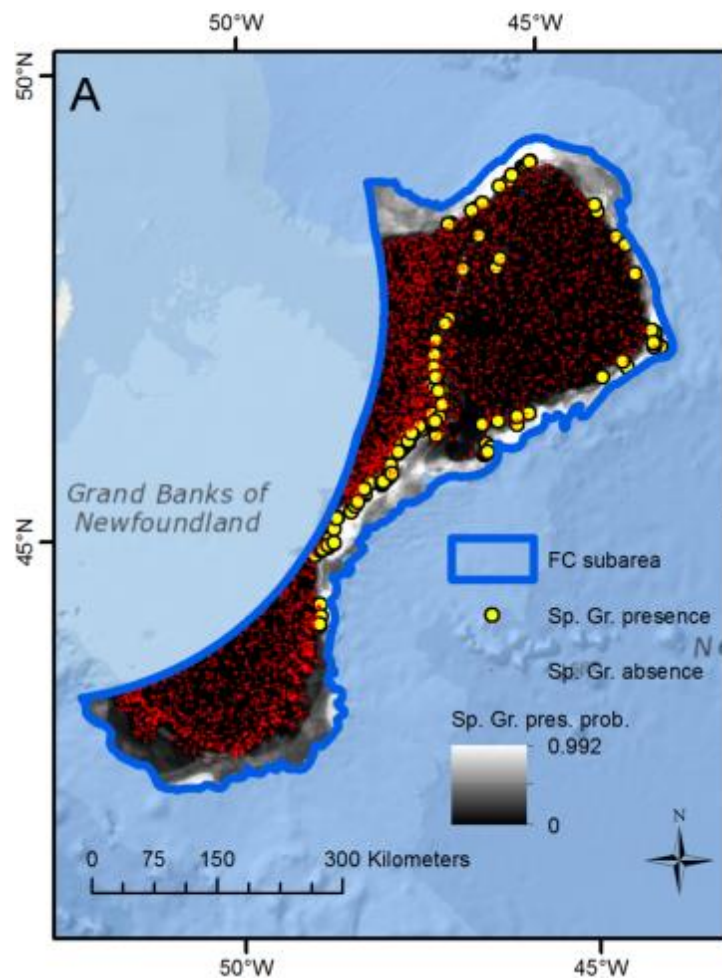 50°W 45°W
50°N
A
Grand Banks of
Newfoundland
45°N
FC subarea
Sp. Gr. presence
Sp. Gr. absence
Sp. Gr. pres. prob.
0.992
0
N
0 75 150 300 Kilometers
50°W 45°W